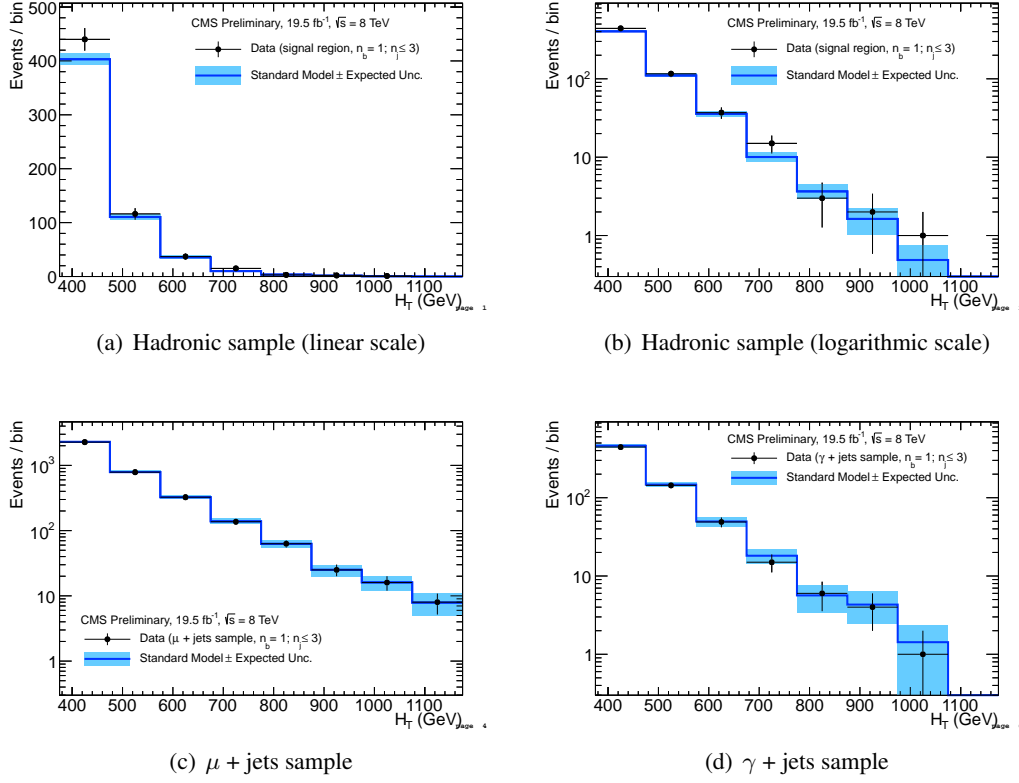 Events / bin
500
400
300
200
100
0
CMS Preliminary, 19.5 fb⁻¹, √s = 8 TeV
Data (signal region, n_b = 1; n_j ≤ 3)
Standard Model ± Expected Unc.
400 500 600 700 800 900 1000 1100
H_T (GeV)
page 1
(a) Hadronic sample (linear scale)
Events / bin
10²
10
1
CMS Preliminary, 19.5 fb⁻¹, √s = 8 TeV
Data (signal region, n_b = 1; n_j ≤ 3)
Standard Model ± Expected Unc.
400 500 600 700 800 900 1000 1100
H_T (GeV)
page
(b) Hadronic sample (logarithmic scale)
Events / bin
10³
10²
10
1
CMS Preliminary, 19.5 fb⁻¹, √s = 8 TeV
Data (μ + jets sample, n_b = 1; n_j ≤ 3)
Standard Model ± Expected Unc.
400 500 600 700 800 900 1000 1100
H_T (GeV)
page 4
(c) μ + jets sample
Events / bin
10²
10
1
CMS Preliminary, 19.5 fb⁻¹, √s = 8 TeV
Data (γ + jets sample, n_b = 1; n_j ≤ 3)
Standard Model ± Expected Unc.
400 500 600 700 800 900 1000 1100
H_T (GeV)
page
(d) γ + jets sample